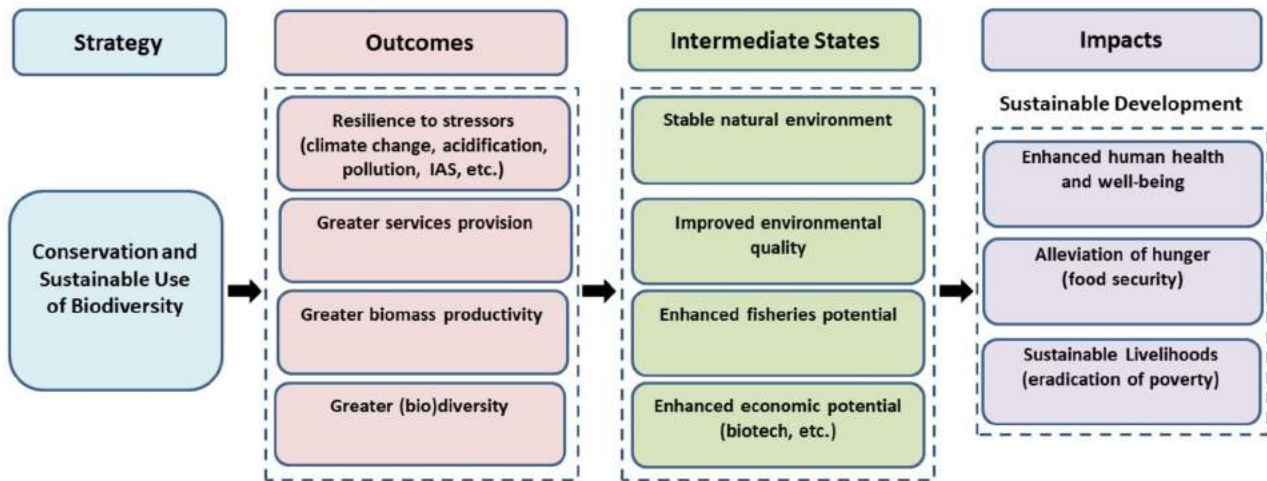 Strategy
Outcomes
Intermediate States
Impacts
Conservation and
Sustainable Use
of Biodiversity
Resilience to stressors
(climate change, acidification,
pollution, IAS, etc.)
Greater services provision
Greater biomass productivity
Greater (bio)diversity
Stable natural environment
Improved environmental
quality
Enhanced fisheries potential
Enhanced economic potential
(biotech, etc.)
Sustainable Development
Enhanced human health
and well-being
Alleviation of hunger
(food security)
Sustainable Livelihoods
(eradication of poverty)